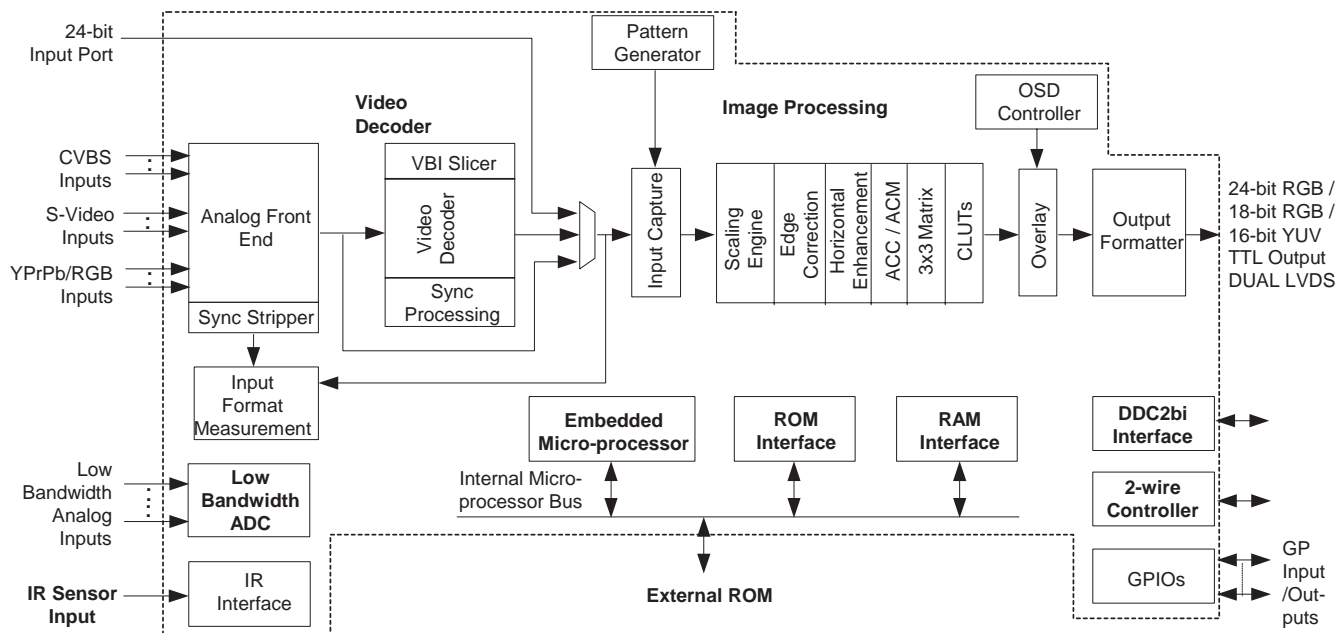 24-bit
Input Port
Pattern
Generator
Image Processing
OSD
Controller
Video
Decoder
CVBS
Inputs
S-Video
Inputs
YPrPb/RGB
Inputs
Analog Front
End
Sync Stripper
VBI Slicer
Video
Decoder
Sync
Processing
Input Capture
Scaling
Engine
Edge
Correction
Horizontal
Enhancement
ACC / ACM
3x3 Matrix
CLUTs
Overlay
Output
Formatter
24-bit RGB /
18-bit RGB /
16-bit YUV
TTL Output
DUAL LVDS
Input
Format
Measurement
Embedded
Micro-processor
ROM
Interface
RAM
Interface
DDC2bi
Interface
Low
Bandwidth
Analog
Inputs
Low
Bandwidth
ADC
Internal Micro-
processor Bus
2-wire
Controller
IR Sensor
Input
IR
Interface
External ROM
GPIOs
GP
Input
/Out-
puts